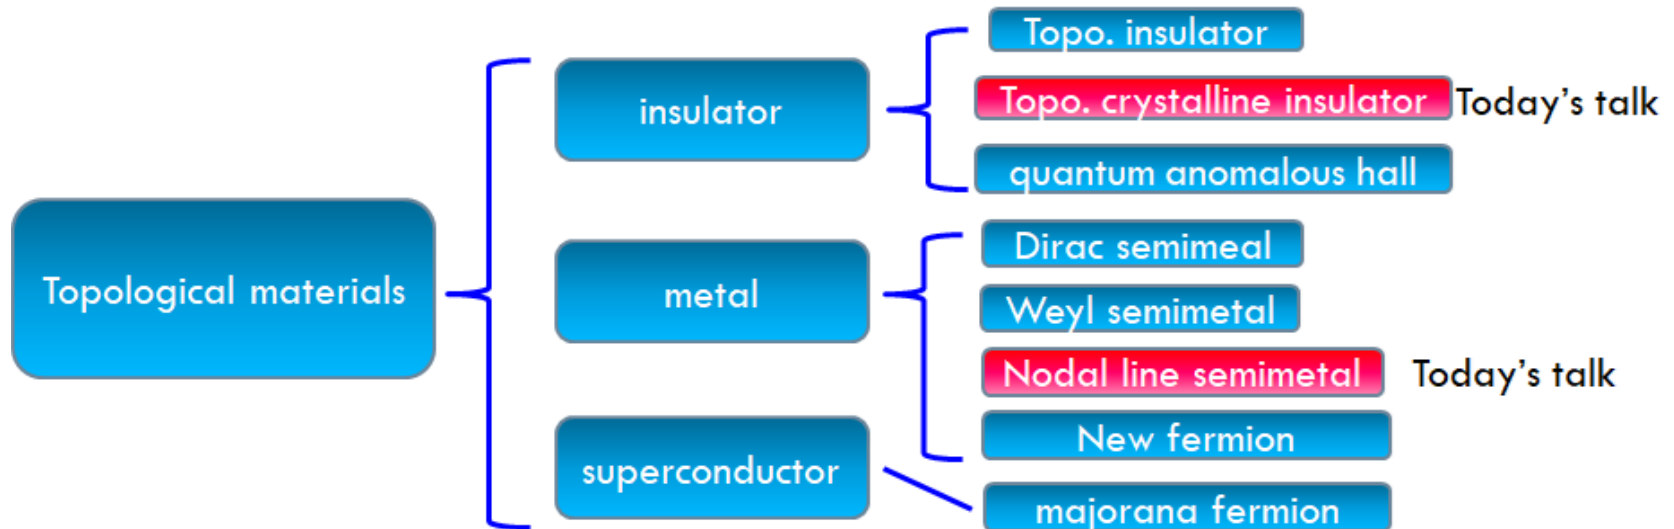 Topological materials
insulator
Topo. insulator
Topo. crystalline insulator Today's talk
quantum anomalous hall
metal
Dirac semimeal
Weyl semimetal
Nodal line semimetal Today's talk
New fermion
superconductor
majorana fermion